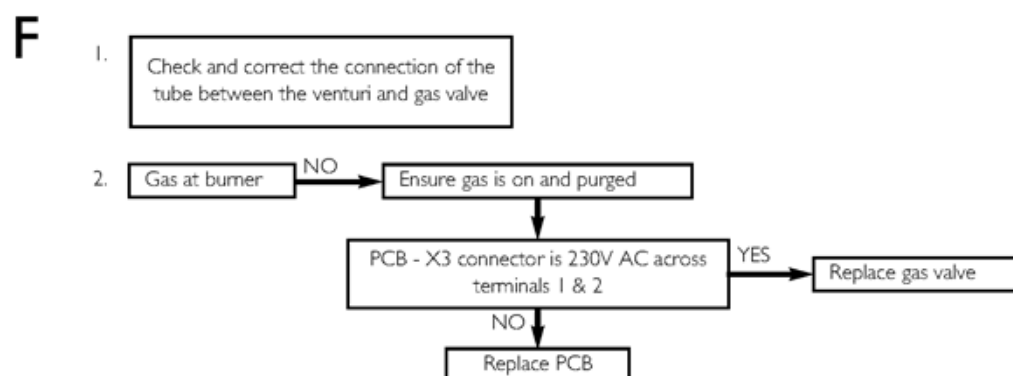 F
1.
Check and correct the connection of the
tube between the venturi and gas valve
2.
Gas at burner
NO
Ensure gas is on and purged
PCB - X3 connector is 230V AC across
terminals 1 & 2
YES
Replace gas valve
NO
Replace PCB